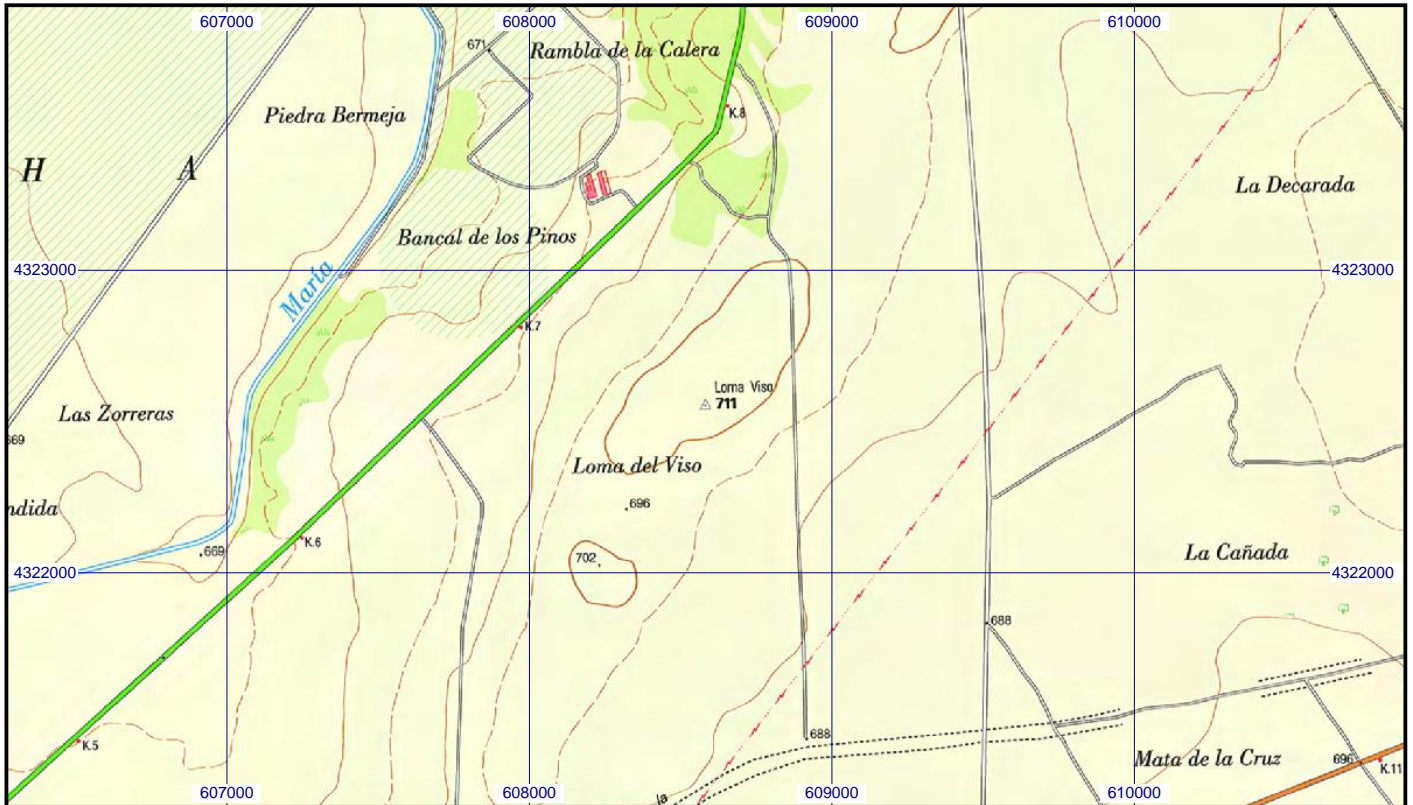 607000 608000 609000 610000
671
Rambla de la Calera
Piedra Bermeja
K.8
H A
La Decarada
Bancal de los Pinos
4323000 4323000
María
K.7
Loma Viso
711
Las Zorreras
669
Loma del Viso
696
ndida
K.6
669
702
La Cañada
4322000 4322000
688
688
K.5
Mata de la Cruz
696
K.11
la
607000 608000 609000 610000